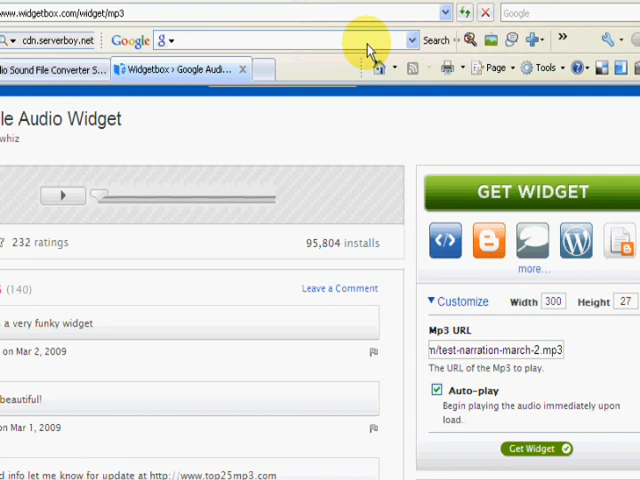 www.widgetbox.com/widget/mp3
Google
cdn.serverboy.net
Google
Search
io Sound File Converter S...
Widgetbox › Google Audi...
Page
Tools
le Audio Widget
whiz
GET WIDGET
232 ratings
95,804 installs
more...
(140)
Leave a Comment
Customize
Width 300
Height 27
a very funky widget
on Mar 2, 2009
Mp3 URL
m/test-narration-march-2.mp3
The URL of the Mp3 to play.
Auto-play
Begin playing the audio immediately upon
load.
beautiful!
on Mar 1, 2009
Get Widget
d info let me know for update at http://www.top25mp3.com